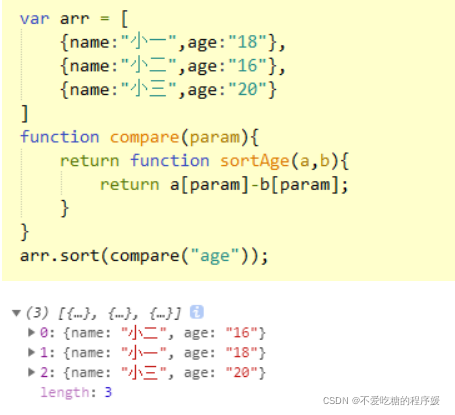 var arr = [
{name:"小一",age:"18"},
{name:"小二",age:"16"},
{name:"小三",age:"20"}
]
function compare(param){
return function sortAge(a,b){
return a[param]-b[param];
}
}
arr.sort(compare("age"));
▼(3) [{…}, {…}, {…}] i
▶0: {name: "小二", age: "16"}
▶1: {name: "小一", age: "18"}
▶2: {name: "小三", age: "20"}
length: 3
CSDN @不爱吃糖的程序媛